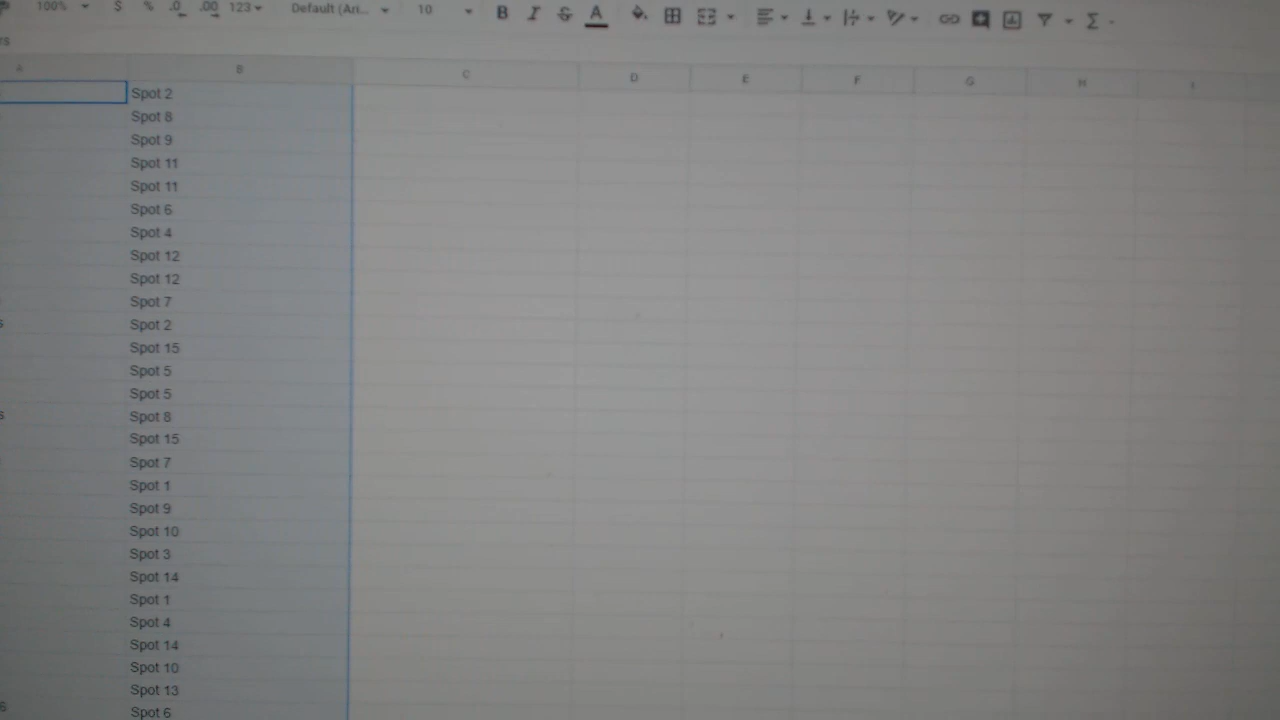 100% $ % .0 .00 123 Default (Ari... 10 B I S A Σ
A B C D E F G H I
Spot 2
Spot 8
Spot 9
Spot 11
Spot 11
Spot 6
Spot 4
Spot 12
Spot 12
Spot 7
Spot 2
Spot 15
Spot 5
Spot 5
Spot 8
Spot 15
Spot 7
Spot 1
Spot 9
Spot 10
Spot 3
Spot 14
Spot 1
Spot 4
Spot 14
Spot 10
Spot 13
Spot 6